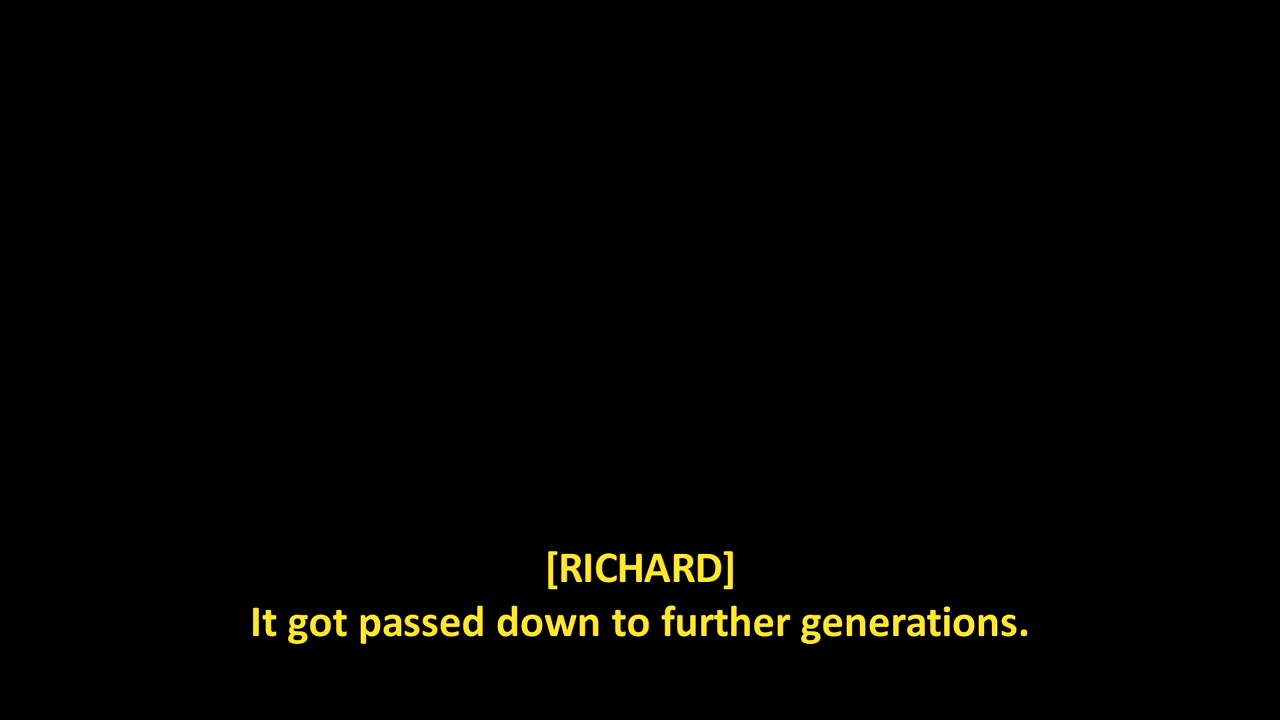 [RICHARD]
It got passed down to further generations.